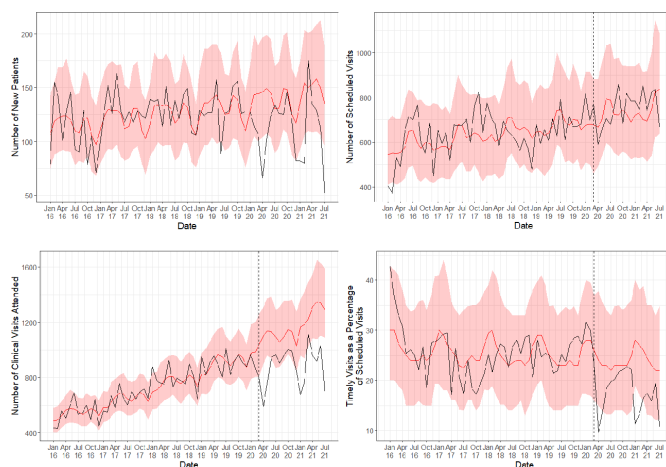 200
150
100
50
Number of New Patients
Jan Apr Jul Oct Jan Apr Jul Oct Jan Apr Jul Oct Jan Apr Jul Oct Jan Apr Jul Oct Jan Apr Jul
16 16 16 16 17 17 17 17 18 18 18 18 19 19 19 19 20 20 20 20 21 21 21
Date
1000
800
600
400
Number of Scheduled Visits
Jan Apr Jul Oct Jan Apr Jul Oct Jan Apr Jul Oct Jan Apr Jul Oct Jan Apr Jul Oct Jan Apr Jul
16 16 16 16 17 17 17 17 18 18 18 18 19 19 19 19 20 20 20 20 21 21 21
Date
1600
1200
800
400
Number of Clinical Visits Attended
Jan Apr Jul Oct Jan Apr Jul Oct Jan Apr Jul Oct Jan Apr Jul Oct Jan Apr Jul Oct Jan Apr Jul
16 16 16 16 17 17 17 17 18 18 18 18 19 19 19 19 20 20 20 20 21 21 21
Date
40
30
20
10
Timely Visits as a Percentage
of Scheduled Visits
Jan Apr Jul Oct Jan Apr Jul Oct Jan Apr Jul Oct Jan Apr Jul Oct Jan Apr Jul Oct Jan Apr Jul
16 16 16 16 17 17 17 17 18 18 18 18 19 19 19 19 20 20 20 20 21 21 21
Date